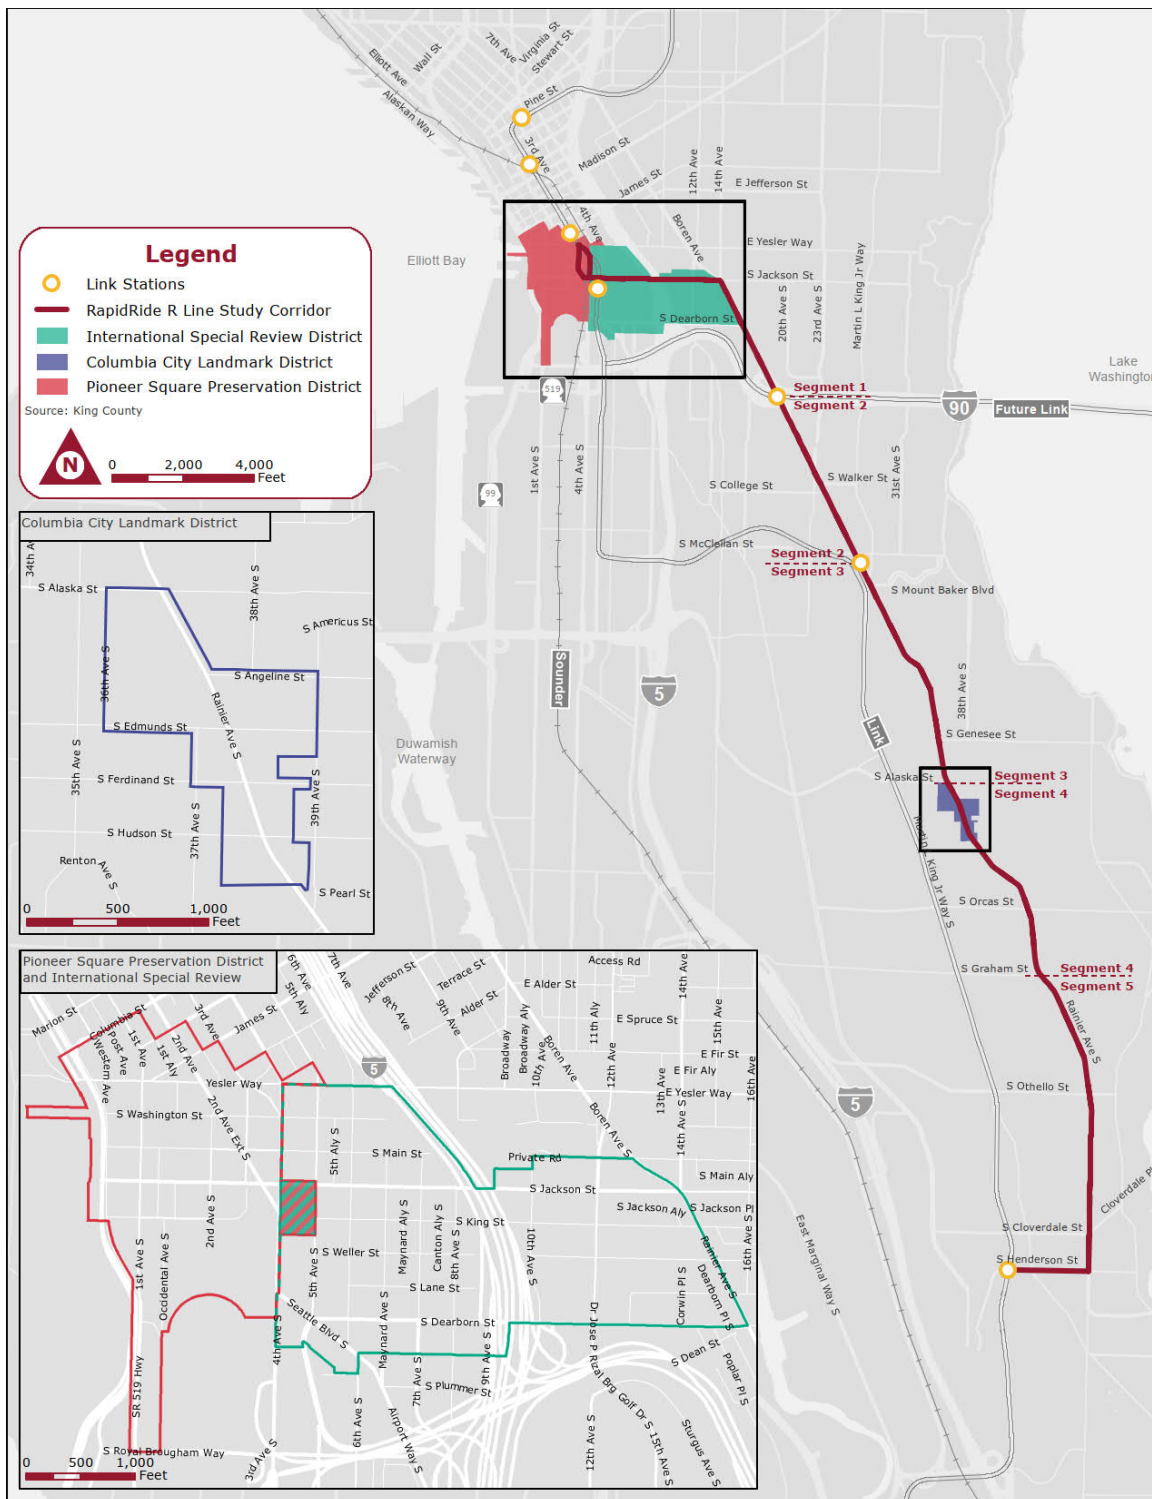 7th Ave
Virginia St
Stewart St
Wall St
Elliott Ave
Alaskan Way
Pine St
3rd Ave
Madison St
James St
12th Ave
14th Ave
E Jefferson St
4th Ave
Boren Ave
E Yesler Way
S Jackson St
Elliott Bay
S Dearborn St
20th Ave S
23rd Ave S
Martin L King Jr Way
Lake
Washington
Legend
Link Stations
RapidRide R Line Study Corridor
International Special Review District
Columbia City Landmark District
Pioneer Square Preservation District
Source: King County
N
0 2,000 4,000
Feet
519
Segment 1
Segment 2
90
Future Link
1st Ave S
4th Ave S
99
S College St
S Walker St
31st Ave S
S McClellan St
Segment 2
Segment 3
S Mount Baker Blvd
Sounder
5
Link
38th Ave S
S Genesee St
S Alaska St
Segment 3
Segment 4
Duwamish
Waterway
Martin L King Jr Way S
S Orcas St
S Graham St
Segment 4
Segment 5
Rainier Ave S
S Othello St
5
Cloverdale Pl
S Cloverdale St
S Henderson St
East Marginal Way S
Columbia City Landmark District
34th A
S Alaska St
38th Ave S
S Americus St
36th Ave S
S Angeline St
Rainier Ave S
S Edmunds St
35th Ave S
S Ferdinand St
39th Ave S
S Hudson St
37th Ave S
Renton Ave S
S Pearl St
0 500 1,000
Feet
Pioneer Square Preservation District
and International Special Review
6th Ave
7th Ave
5th Aly
Jefferson St
8th Ave
Terrace St
9th Ave
Alder St
Access Rd
E Alder St
14th Ave
Marion St
Columbia St
Western Ave
Post Ave
1st Ave
1st Aly
2nd Ave
3rd Ave
James St
5
Broadway
Broadway Aly
10th Ave
Boren Ave
11th Aly
12th Ave
E Spruce St
15th Ave
E Fir St
E Fir Aly
13th Ave
16th Ave
Yesler Way
E Yesler Way
S Washington St
2nd Ave Ext S
5th Aly S
S Main St
Private Rd
Boren Ave S
14th Ave S
S Main Aly
S Jackson St
S Jackson Aly
S Jackson Pl
2nd Ave S
Maynard Aly S
Canton Aly S
S King St
8th Ave S
10th Ave S
16th Ave S
1st Ave S
Occidental Ave S
5th Ave S
S Weller St
S Lane St
Rainier Ave S
Dearborn Pl S
Corwin Pl S
Seattle Blvd S
S Dearborn St
4th Ave S
Maynard Ave S
9th Ave S
Dr Jose P Rizal Brg
S Dean St
Poplar Pl S
SR 519 Hwy
7th Ave S
S Plummer St
Golf Dr S
6th Ave S
Airport Way S
12th Ave S
15th Ave S
Sturgus Ave S
S Royal Brougham Way
3rd Ave S
0 500 1,000
Feet